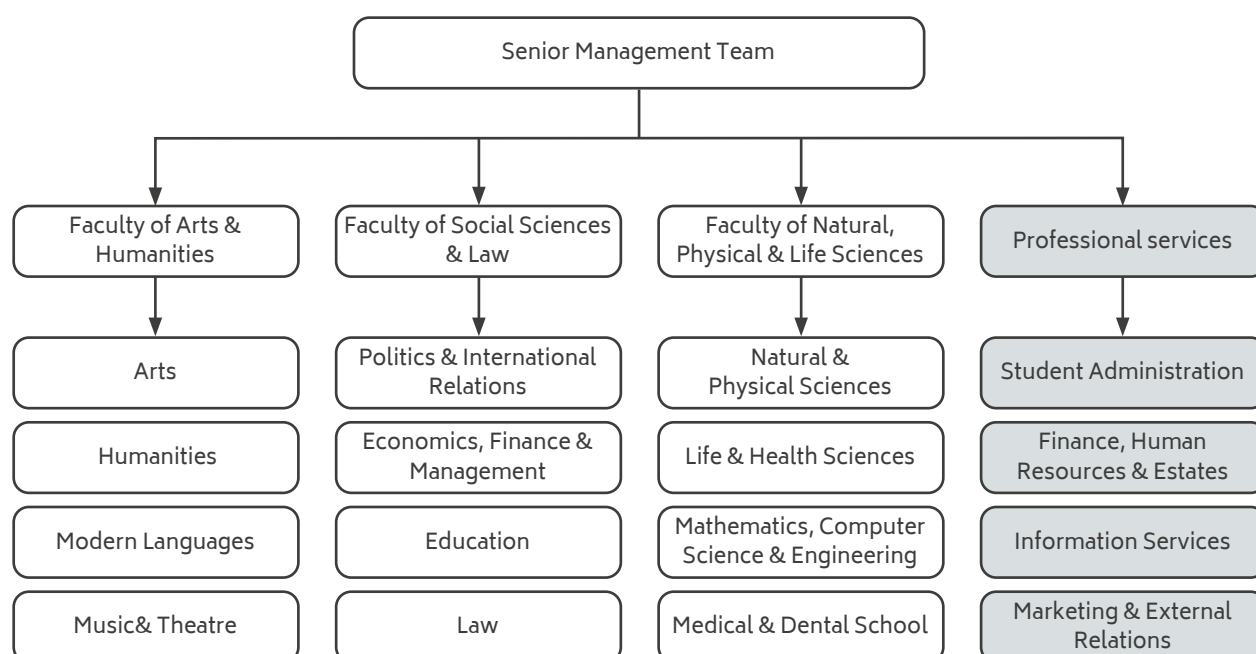 Senior Management Team
Faculty of Arts &
Humanities
Faculty of Social Sciences
& Law
Faculty of Natural,
Physical & Life Sciences
Professional services
Arts
Politics & International
Relations
Natural &
Physical Sciences
Student Administration
Humanities
Economics, Finance &
Management
Life & Health Sciences
Finance, Human
Resources & Estates
Modern Languages
Education
Mathematics, Computer
Science & Engineering
Information Services
Music& Theatre
Law
Medical & Dental School
Marketing & External
Relations